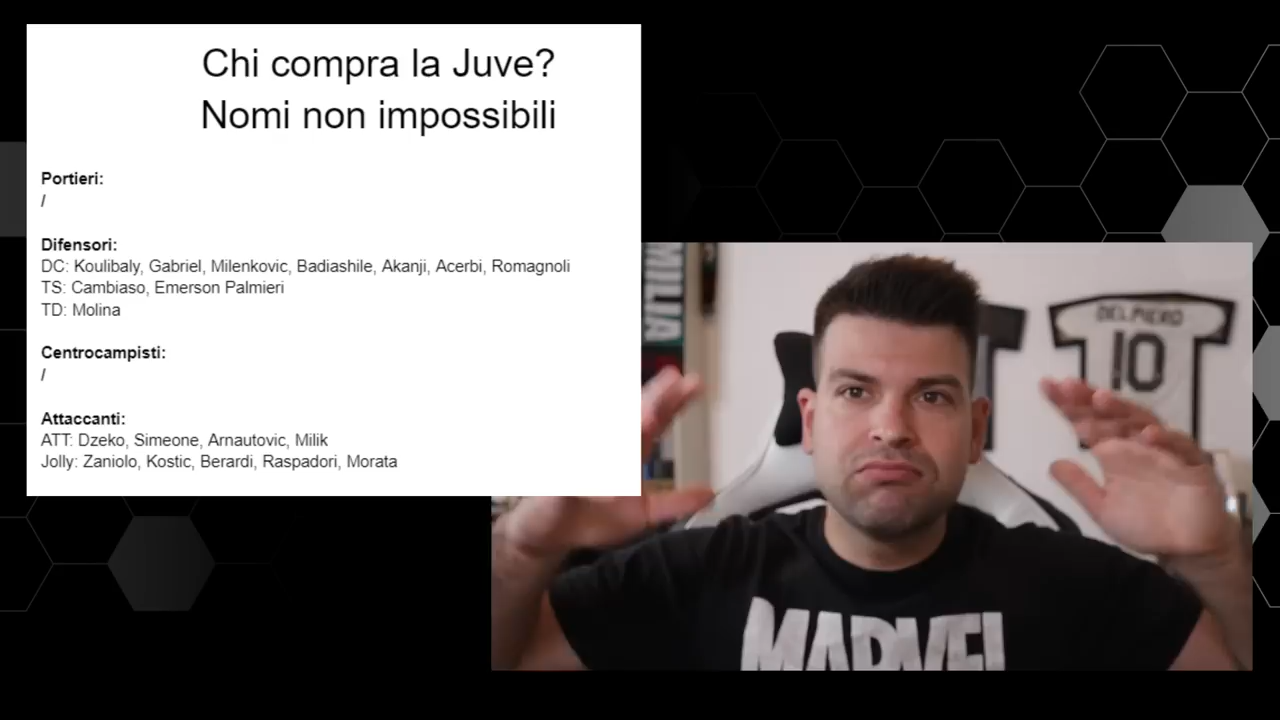 Chi compra la Juve?
Nomi non impossibili
Portieri:
/
Difensori:
DC: Koulibaly, Gabriel, Milenkovic, Badiashile, Akanji, Acerbi, Romagnoli
TS: Cambiaso, Emerson Palmieri
TD: Molina
Centrocampisti:
/
Attaccanti:
ATT: Dzeko, Simeone, Arnautovic, Milik
Jolly: Zaniolo, Kostic, Berardi, Raspadori, Morata
MILIA
DEL PIERO
10
MARVEL